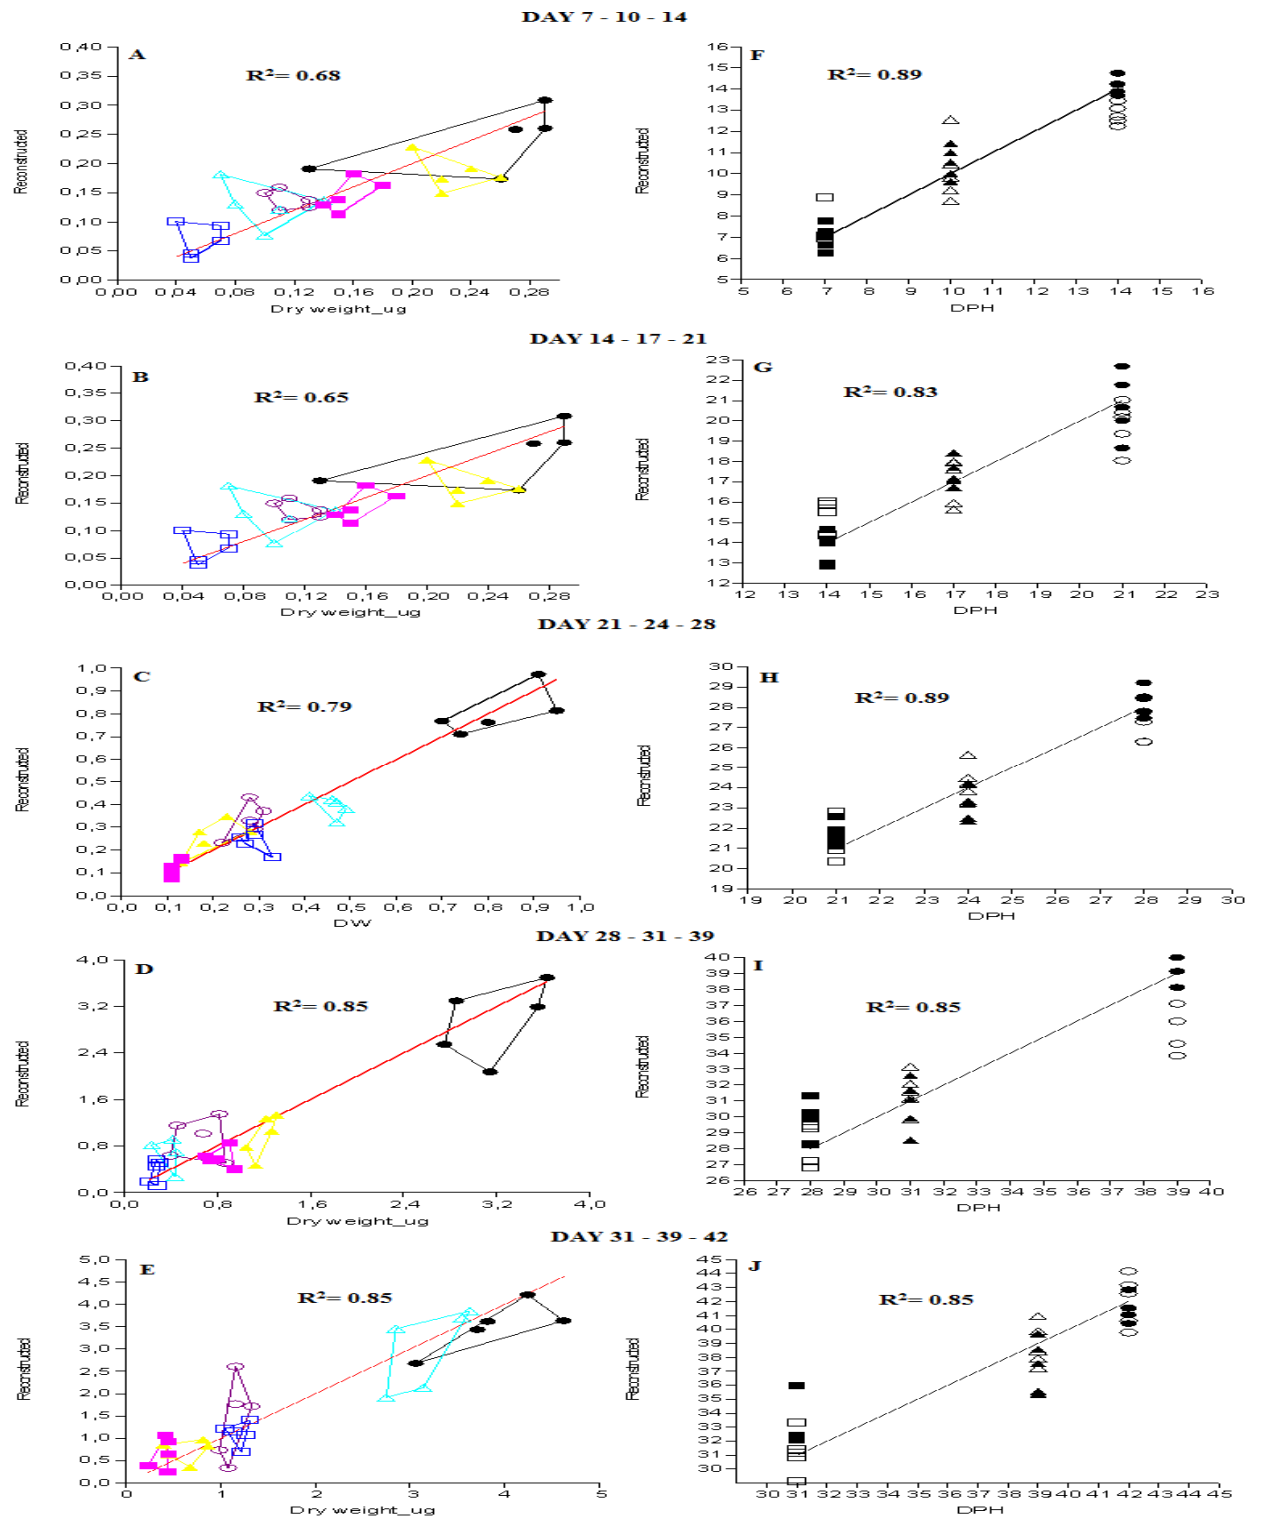 DAY 7 - 10 - 14
A
R²= 0.68
Reconstructed
0,40
0,35
0,30
0,25
0,20
0,15
0,10
0,05
0,00
0,00 0,04 0,08 0,12 0,16 0,20 0,24 0,28
Dry weight_ug
F
R²= 0.89
Reconstructed
16
15
14
13
12
11
10
9
8
7
6
5
5 6 7 8 9 10 11 12 13 14 15 16
DPH
DAY 14 - 17 - 21
B
R²= 0.65
Reconstructed
0,40
0,35
0,30
0,25
0,20
0,15
0,10
0,05
0,00
0,00 0,04 0,08 0,12 0,16 0,20 0,24 0,28
Dry weight_ug
G
R²= 0.83
Reconstructed
23
22
21
20
19
18
17
16
15
14
13
12
12 13 14 15 16 17 18 19 20 21 22 23
DPH
DAY 21 - 24 - 28
C
R²= 0.79
Reconstructed
1,0
0,9
0,8
0,7
0,6
0,5
0,4
0,3
0,2
0,1
0,0
0,0 0,1 0,2 0,3 0,4 0,5 0,6 0,7 0,8 0,9 1,0
DW
H
R²= 0.89
Reconstructed
30
29
28
27
26
25
24
23
22
21
20
19
19 20 21 22 23 24 25 26 27 28 29 30
DPH
DAY 28 - 31 - 39
D
R²= 0.85
Reconstructed
4,0
3,2
2,4
1,6
0,8
0,0
0,0 0,8 1,6 2,4 3,2 4,0
Dry weight_ug
I
R²= 0.85
Reconstructed
40
39
38
37
36
35
34
33
32
31
30
29
28
27
26
26 27 28 29 30 31 32 33 34 35 36 37 38 39 40
DPH
DAY 31 - 39 - 42
E
R²= 0.85
Reconstructed
5,0
4,5
4,0
3,5
3,0
2,5
2,0
1,5
1,0
0,5
0,0
0 1 2 3 4 5
Dry weight_ug
J
R²= 0.85
Reconstructed
45
44
43
42
41
40
39
38
37
36
35
34
33
32
31
30
30 31 32 33 34 35 36 37 38 39 40 41 42 43 44 45
DPH